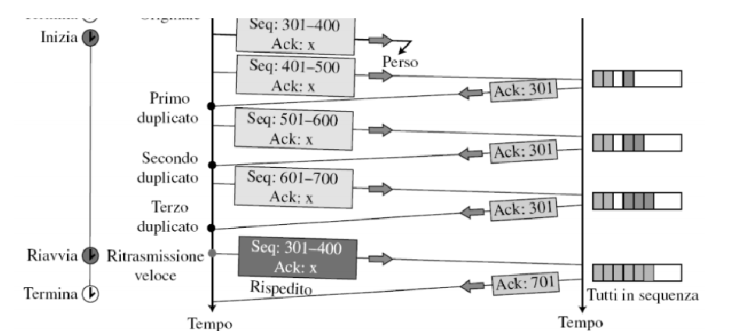 Originale
Seq: 301–400
Ack: x
Inizia
Perso
Seq: 401–500
Ack: x
Ack: 301
Primo
duplicato
Seq: 501–600
Ack: x
Ack: 301
Secondo
duplicato
Seq: 601–700
Ack: x
Ack: 301
Terzo
duplicato
Seq: 301–400
Ack: x
Riavvia
Ritrasmissione
veloce
Rispedito
Ack: 701
Termina
Tutti in sequenza
Tempo
Tempo